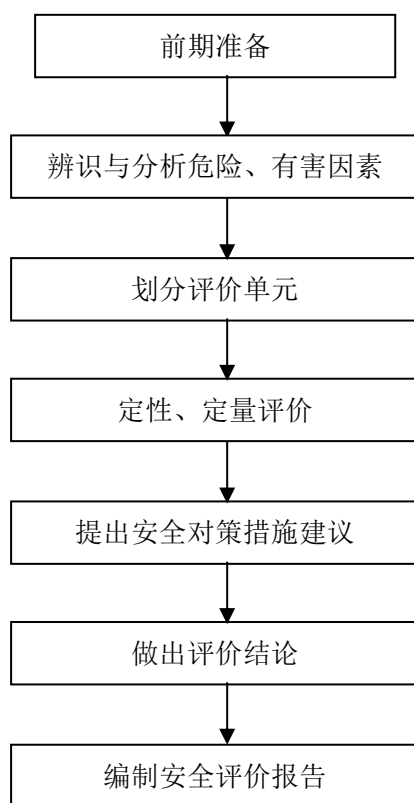 前期准备
辨识与分析危险、有害因素
划分评价单元
定性、定量评价
提出安全对策措施建议
做出评价结论
编制安全评价报告